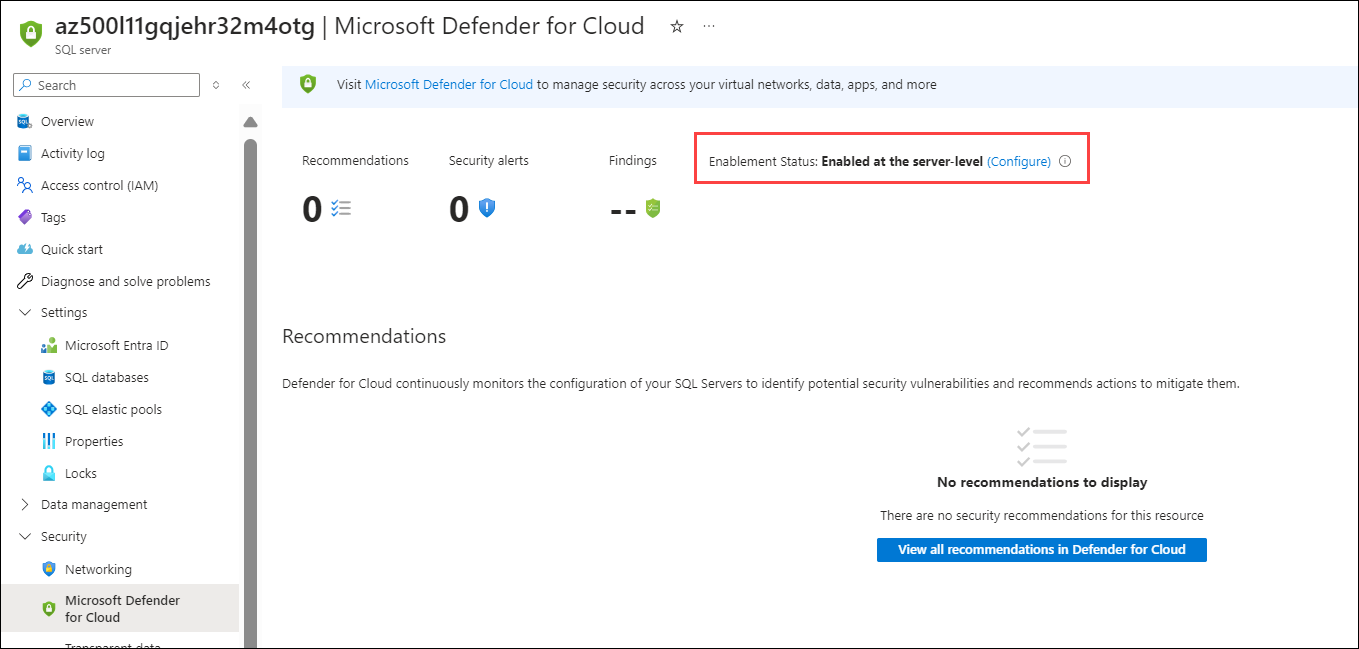 az500l11gqjehr32m4otg | Microsoft Defender for Cloud
SQL server
Search
Overview
Activity log
Access control (IAM)
Tags
Quick start
Diagnose and solve problems
Settings
Microsoft Entra ID
SQL databases
SQL elastic pools
Properties
Locks
Data management
Security
Networking
Microsoft Defender
for Cloud
Transparent data
Visit Microsoft Defender for Cloud to manage security across your virtual networks, data, apps, and more
Recommendations
0
Security alerts
0
Findings
--
Enablement Status: Enabled at the server-level (Configure)
Recommendations
Defender for Cloud continuously monitors the configuration of your SQL Servers to identify potential security vulnerabilities and recommends actions to mitigate them.
No recommendations to display
There are no security recommendations for this resource
View all recommendations in Defender for Cloud